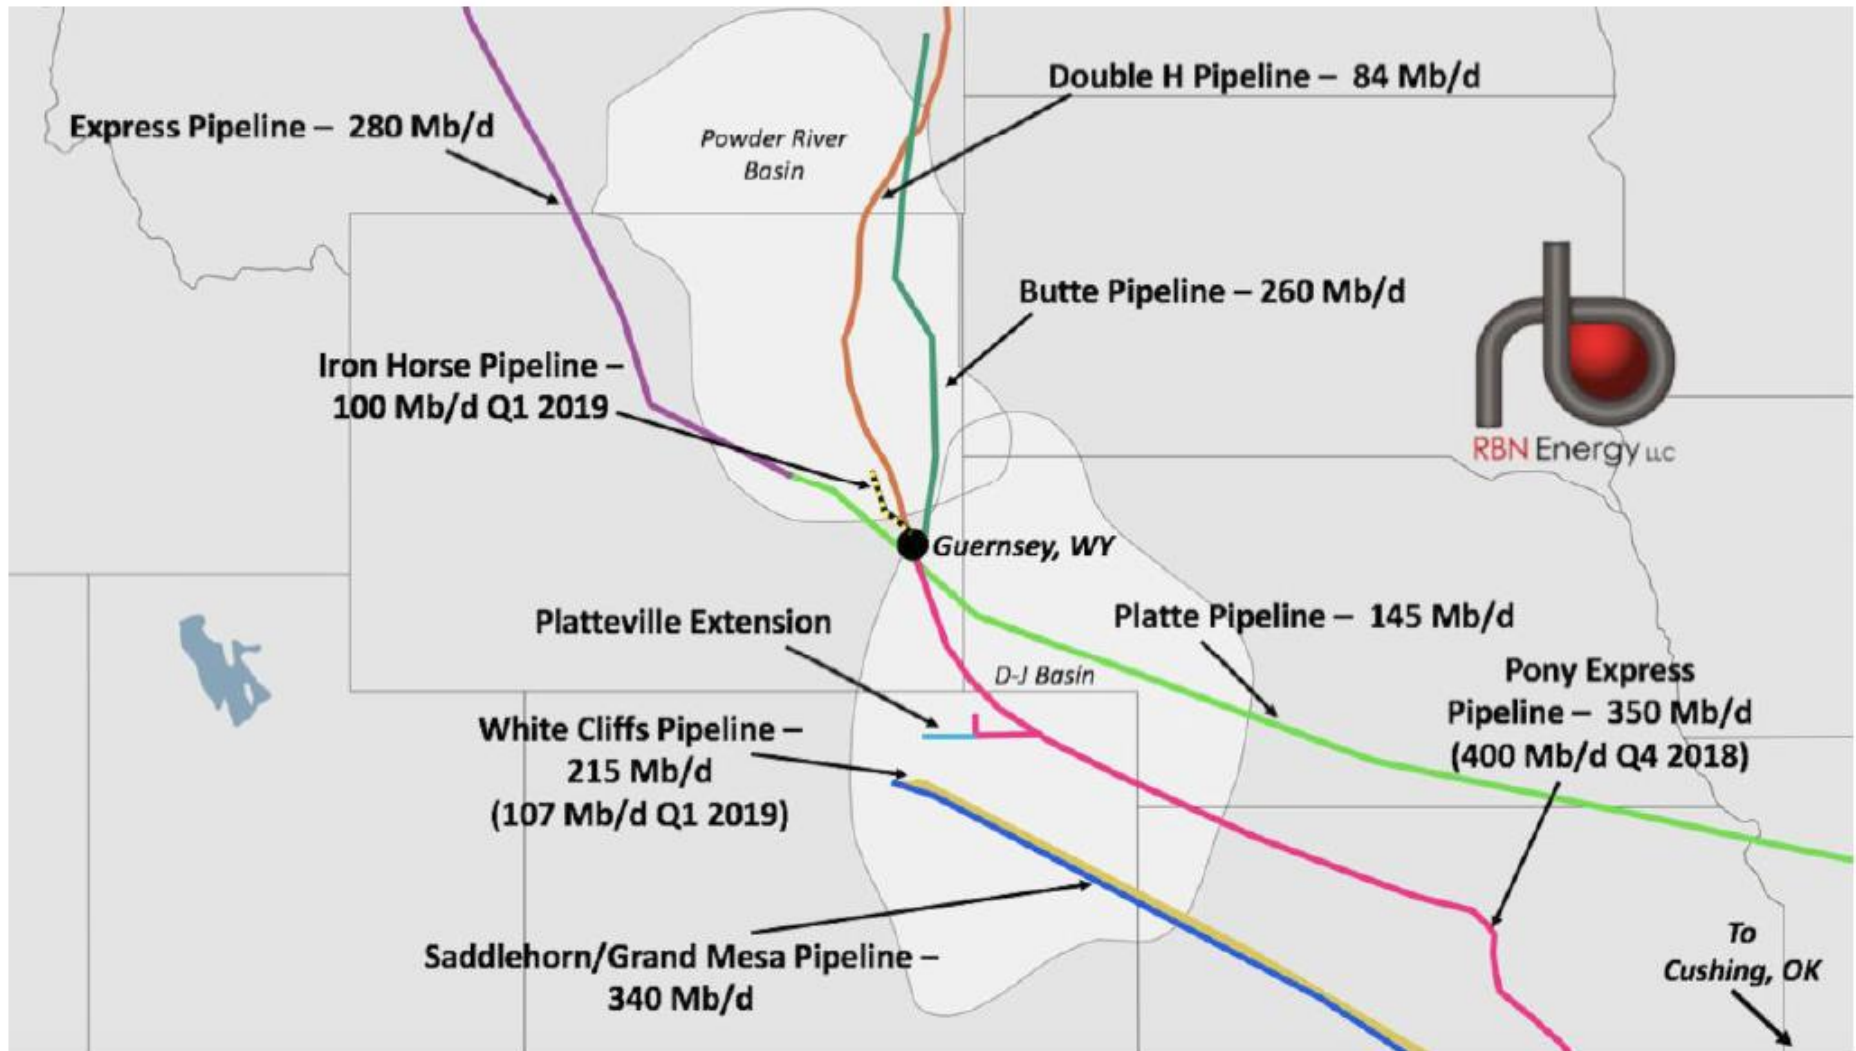 Double H Pipeline – 84 Mb/d
Express Pipeline – 280 Mb/d
Powder River
Basin
Butte Pipeline – 260 Mb/d
Iron Horse Pipeline –
100 Mb/d Q1 2019
RBN Energy LLC
Guernsey, WY
Platteville Extension
Platte Pipeline – 145 Mb/d
D-J Basin
Pony Express
Pipeline – 350 Mb/d
(400 Mb/d Q4 2018)
White Cliffs Pipeline –
215 Mb/d
(107 Mb/d Q1 2019)
Saddlehorn/Grand Mesa Pipeline –
340 Mb/d
To
Cushing, OK